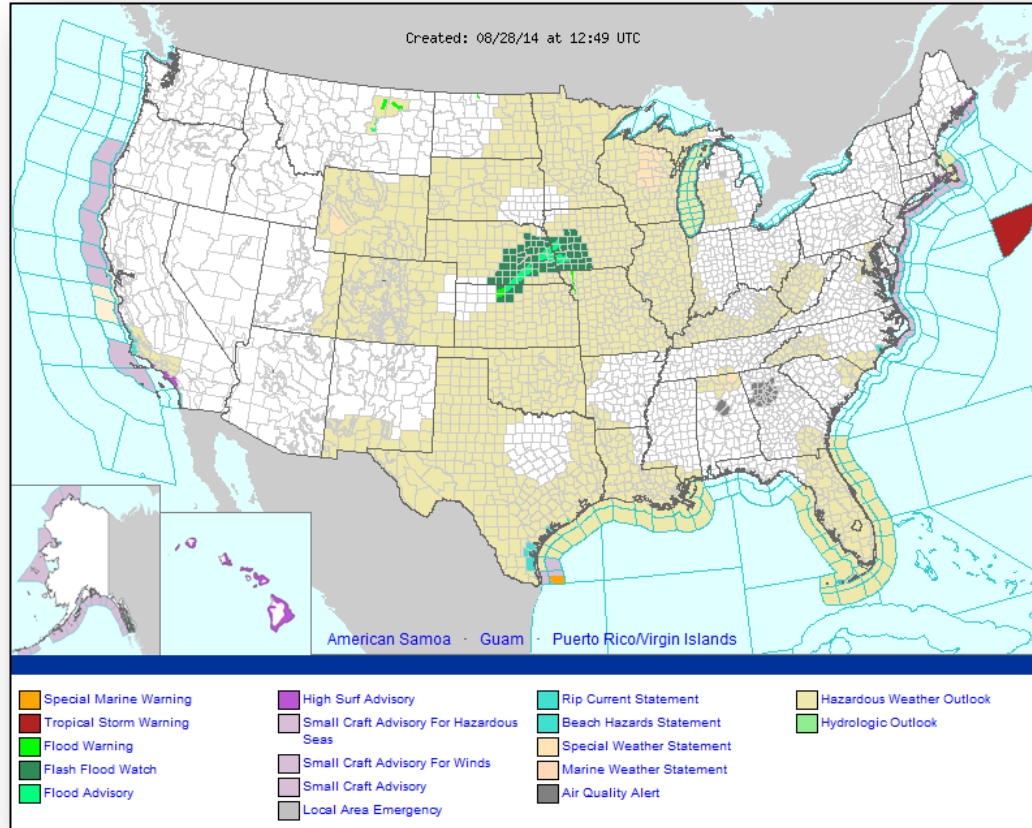 Created: 08/28/14 at 12:49 UTC
American Samoa · Guam · Puerto Rico/Virgin Islands
Special Marine Warning
Tropical Storm Warning
Flood Warning
Flash Flood Watch
Flood Advisory
High Surf Advisory
Small Craft Advisory For Hazardous
Seas
Small Craft Advisory For Winds
Small Craft Advisory
Local Area Emergency
Rip Current Statement
Beach Hazards Statement
Special Weather Statement
Marine Weather Statement
Air Quality Alert
Hazardous Weather Outlook
Hydrologic Outlook